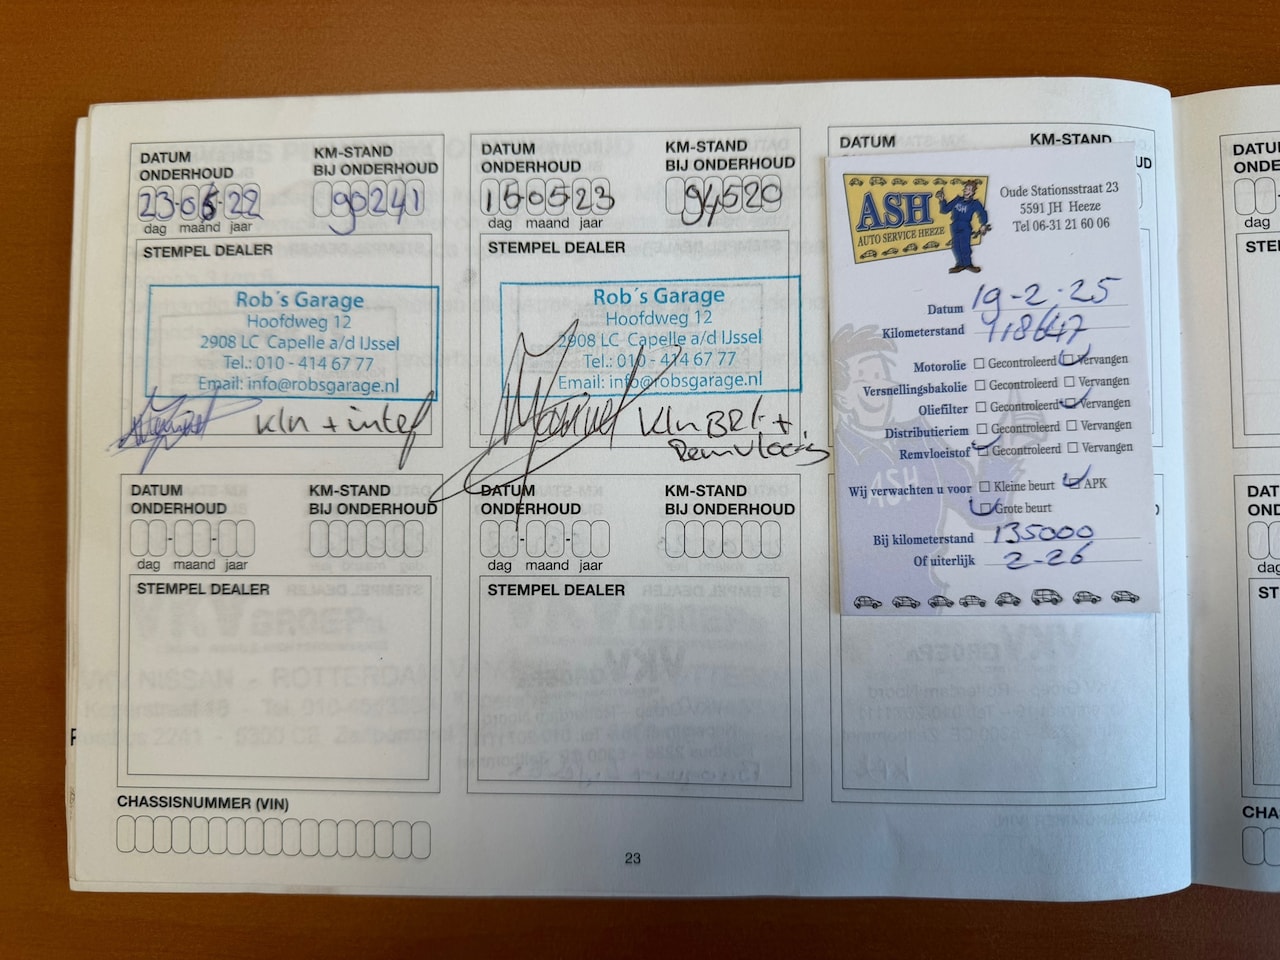 DATUM ONDERHOUD
KM-STAND BIJ ONDERHOUD
23-06-22
90241
dag maand jaar
STEMPEL DEALER
Rob's Garage
Hoofdweg 12
2908 LC Capelle a/d IJssel
Tel.: 010 - 414 67 77
Email: info@robsgarage.nl
Kln + intef
DATUM ONDERHOUD
KM-STAND BIJ ONDERHOUD
150523
94520
dag maand jaar
STEMPEL DEALER
Rob's Garage
Hoofdweg 12
2908 LC Capelle a/d IJssel
Tel.: 010 - 414 67 77
Email: info@robsgarage.nl
Kln BRt +
Remvloeis
DATUM
KM-STAND
ASH
AUTO SERVICE HEEZE
Oude Stationsstraat 23
5591 JH Heeze
Tel 06-31 21 60 06
Datum 19-2-25
Kilometerstand 118647
Motorolie Gecontroleerd Vervangen
Versnellingsbakolie Gecontroleerd Vervangen
Oliefilter Gecontroleerd Vervangen
Distributieriem Gecontroleerd Vervangen
Remvloeistof Gecontroleerd Vervangen
Wij verwachten u voor Kleine beurt APK
Grote beurt
Bij kilometerstand 135000
Of uiterlijk 2-26
DATUM ONDERHOUD
KM-STAND BIJ ONDERHOUD
dag maand jaar
STEMPEL DEALER
DATUM ONDERHOUD
KM-STAND BIJ ONDERHOUD
dag maand jaar
STEMPEL DEALER
CHASSISNUMMER (VIN)
23